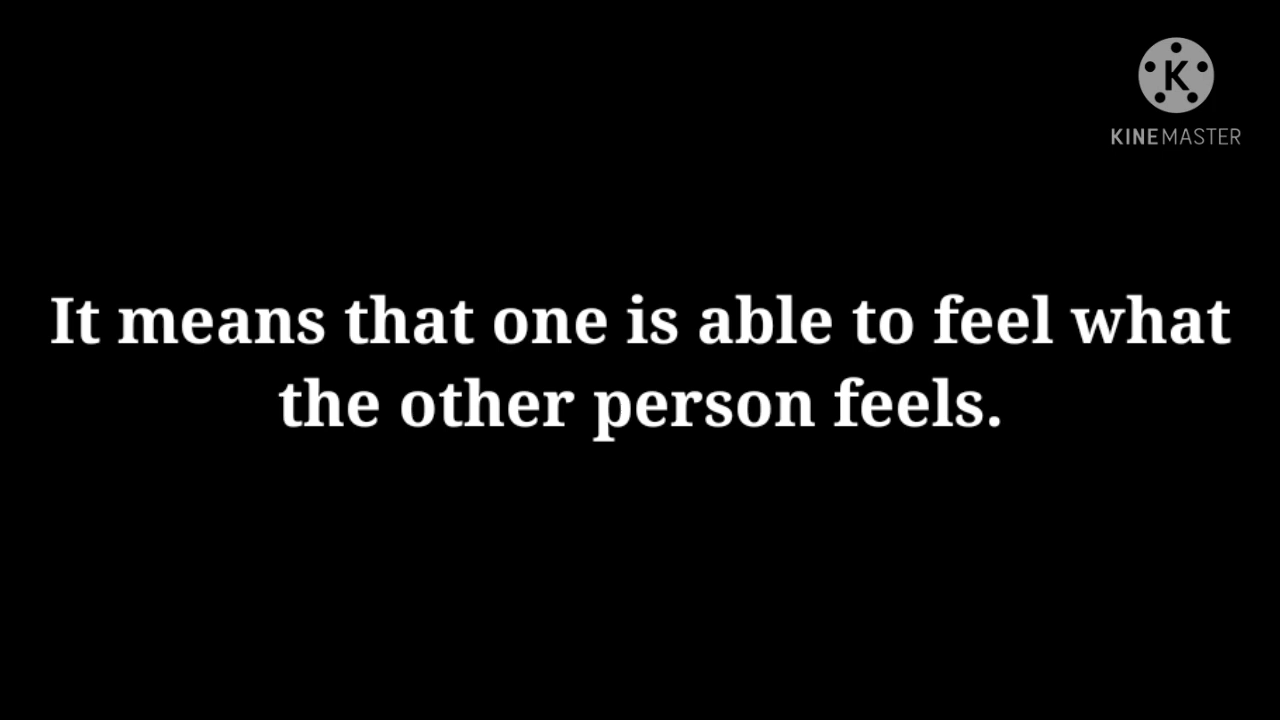 K
KINEMASTER
It means that one is able to feel what
the other person feels.